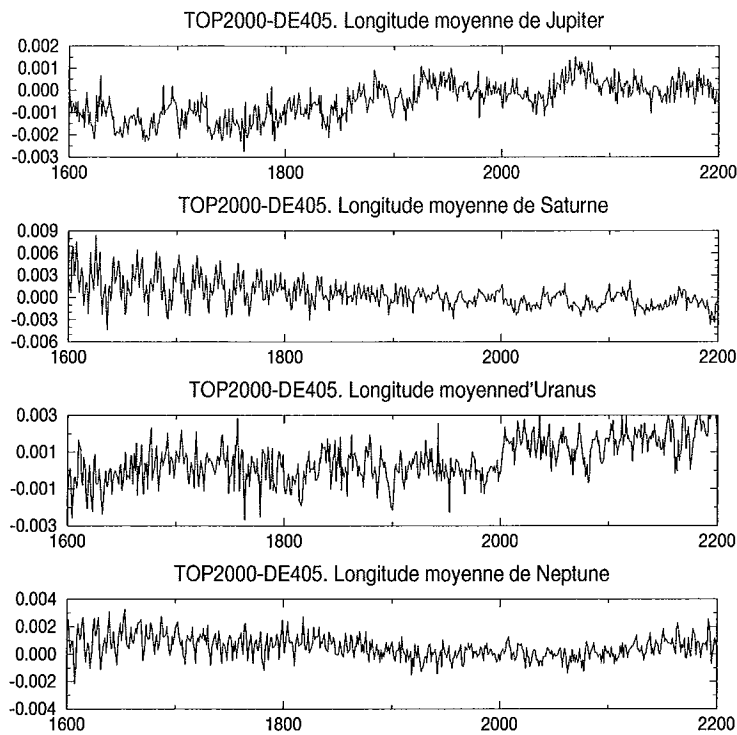 TOP2000-DE405. Longitude moyenne de Jupiter
0.002
0.001
0.000
-0.001
-0.002
-0.003
1600 1800 2000 2200
TOP2000-DE405. Longitude moyenne de Saturne
0.009
0.006
0.003
0.000
-0.003
-0.006
1600 1800 2000 2200
TOP2000-DE405. Longitude moyenned'Uranus
0.003
0.001
-0.001
-0.003
1600 1800 2000 2200
TOP2000-DE405. Longitude moyenne de Neptune
0.004
0.002
0.000
-0.002
-0.004
1600 1800 2000 2200